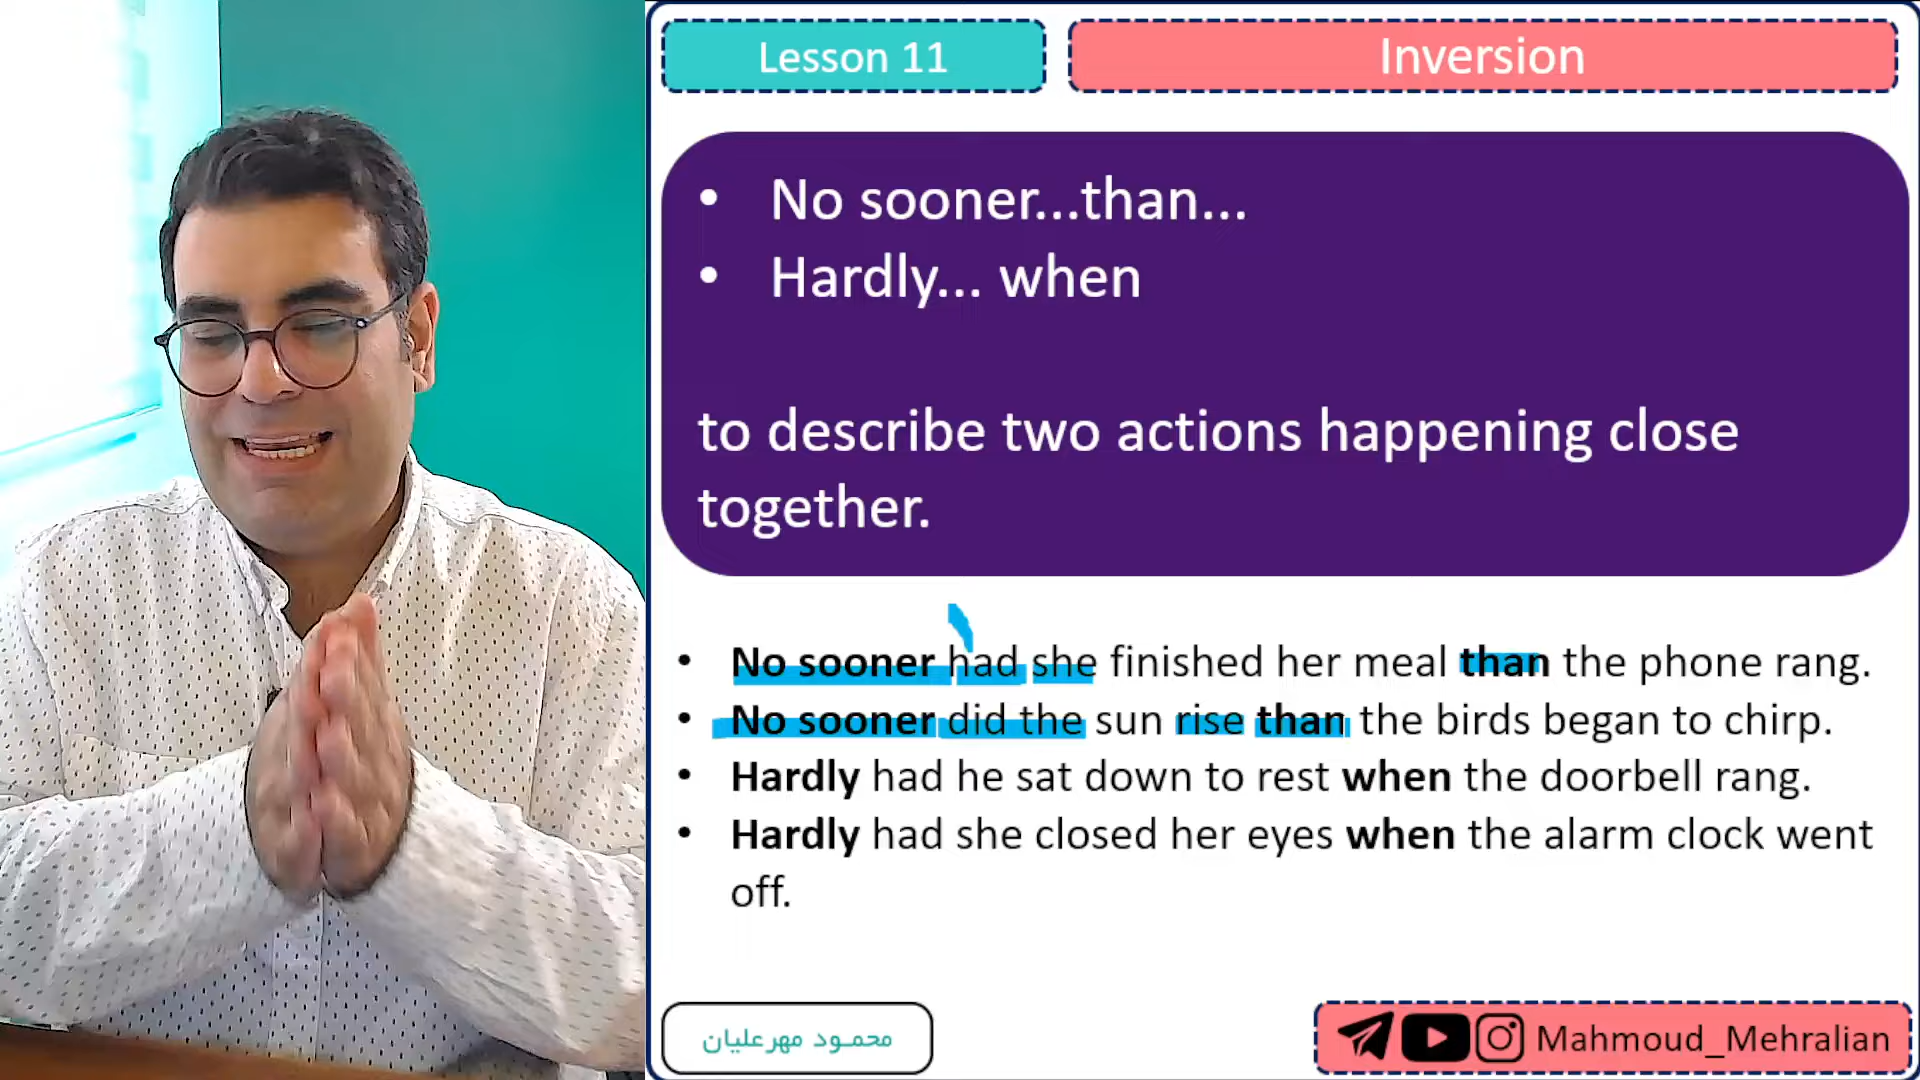 Lesson 11
Inversion
• No sooner...than...
• Hardly... when
to describe two actions happening close
together.
• No sooner had she finished her meal than the phone rang.
• No sooner did the sun rise than the birds began to chirp.
• Hardly had he sat down to rest when the doorbell rang.
• Hardly had she closed her eyes when the alarm clock went
off.
محمـود مهرعلیان
Mahmoud_Mehralian